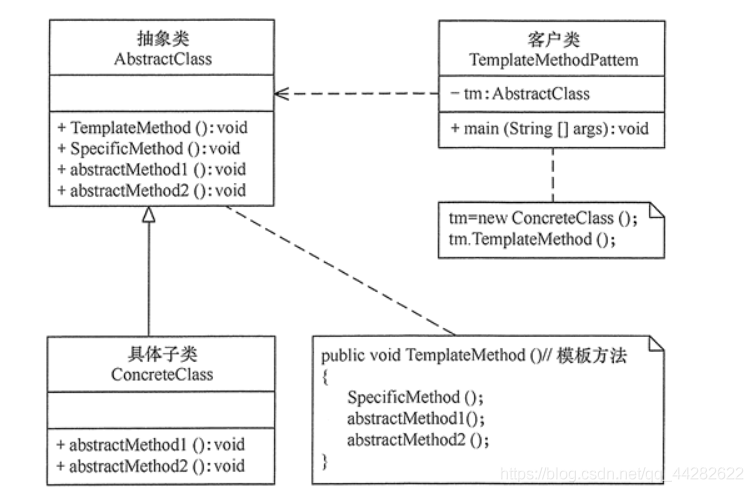 抽象类
AbstractClass
+ TemplateMethod ():void
+ SpecificMethod ():void
+ abstractMethod1 ():void
+ abstractMethod2 ():void
客户类
TemplateMethodPattem
− tm:AbstractClass
+ main (String [] args):void
tm=new ConcreteClass ();
tm.TemplateMethod ();
具体子类
ConcreteClass
+ abstractMethod1 ():void
+ abstractMethod2 ():void
public void TemplateMethod ()// 模板方法
{
SpecificMethod ();
abstractMethod1();
abstractMethod2 ();
}
https://blog.csdn.net/qq_44282622